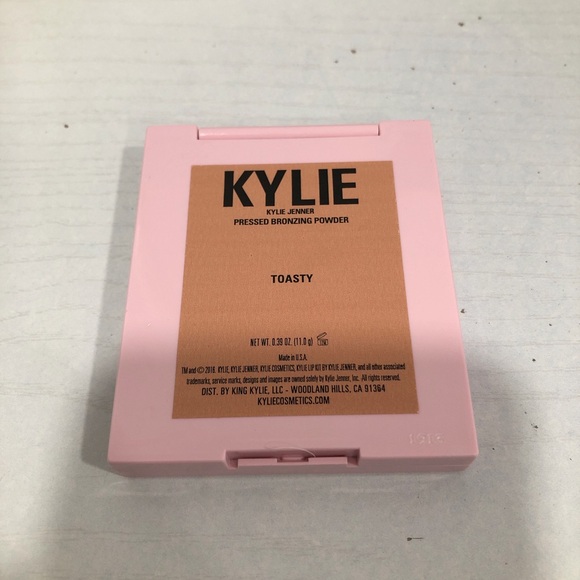 KYLIE
KYLIE JENNER
PRESSED BRONZING POWDER
TOASTY
NET WT. 0.39 OZ. (11.0 g)
Made in U.S.A.
TM and © 2018. KYLIE, KYLIE JENNER, KYLIE COSMETICS, KYLIE LIP KIT BY KYLIE JENNER, and all other associated
trademarks, service marks, designs and images are owned solely by Kylie Jenner, Inc. All rights reserved.
DIST. BY KING KYLIE, LLC - WOODLAND HILLS, CA 91364
KYLIECOSMETICS.COM